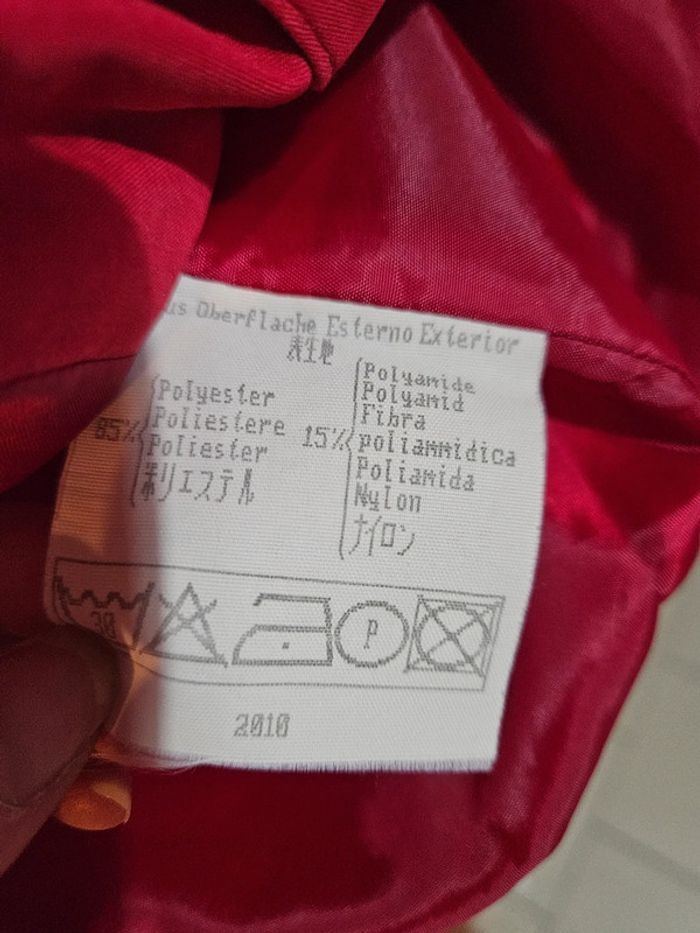 us Oberflache Esterno Exterior
表生地
85%
Polyester
Poliestere
Poliester
ポリエステル
15%
Polyamide
Polyamid
Fibra
poliammidica
Poliamida
Nylon
ナイロン
30
P
2010